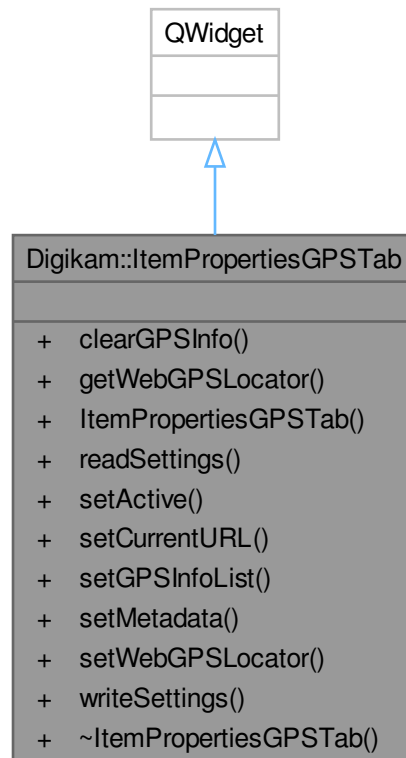 QWidget
Digikam::ItemPropertiesGPSTab
+ clearGPSInfo()
+ getWebGPSLocator()
+ ItemPropertiesGPSTab()
+ readSettings()
+ setActive()
+ setCurrentURL()
+ setGPSInfoList()
+ setMetadata()
+ setWebGPSLocator()
+ writeSettings()
+ ~ItemPropertiesGPSTab()